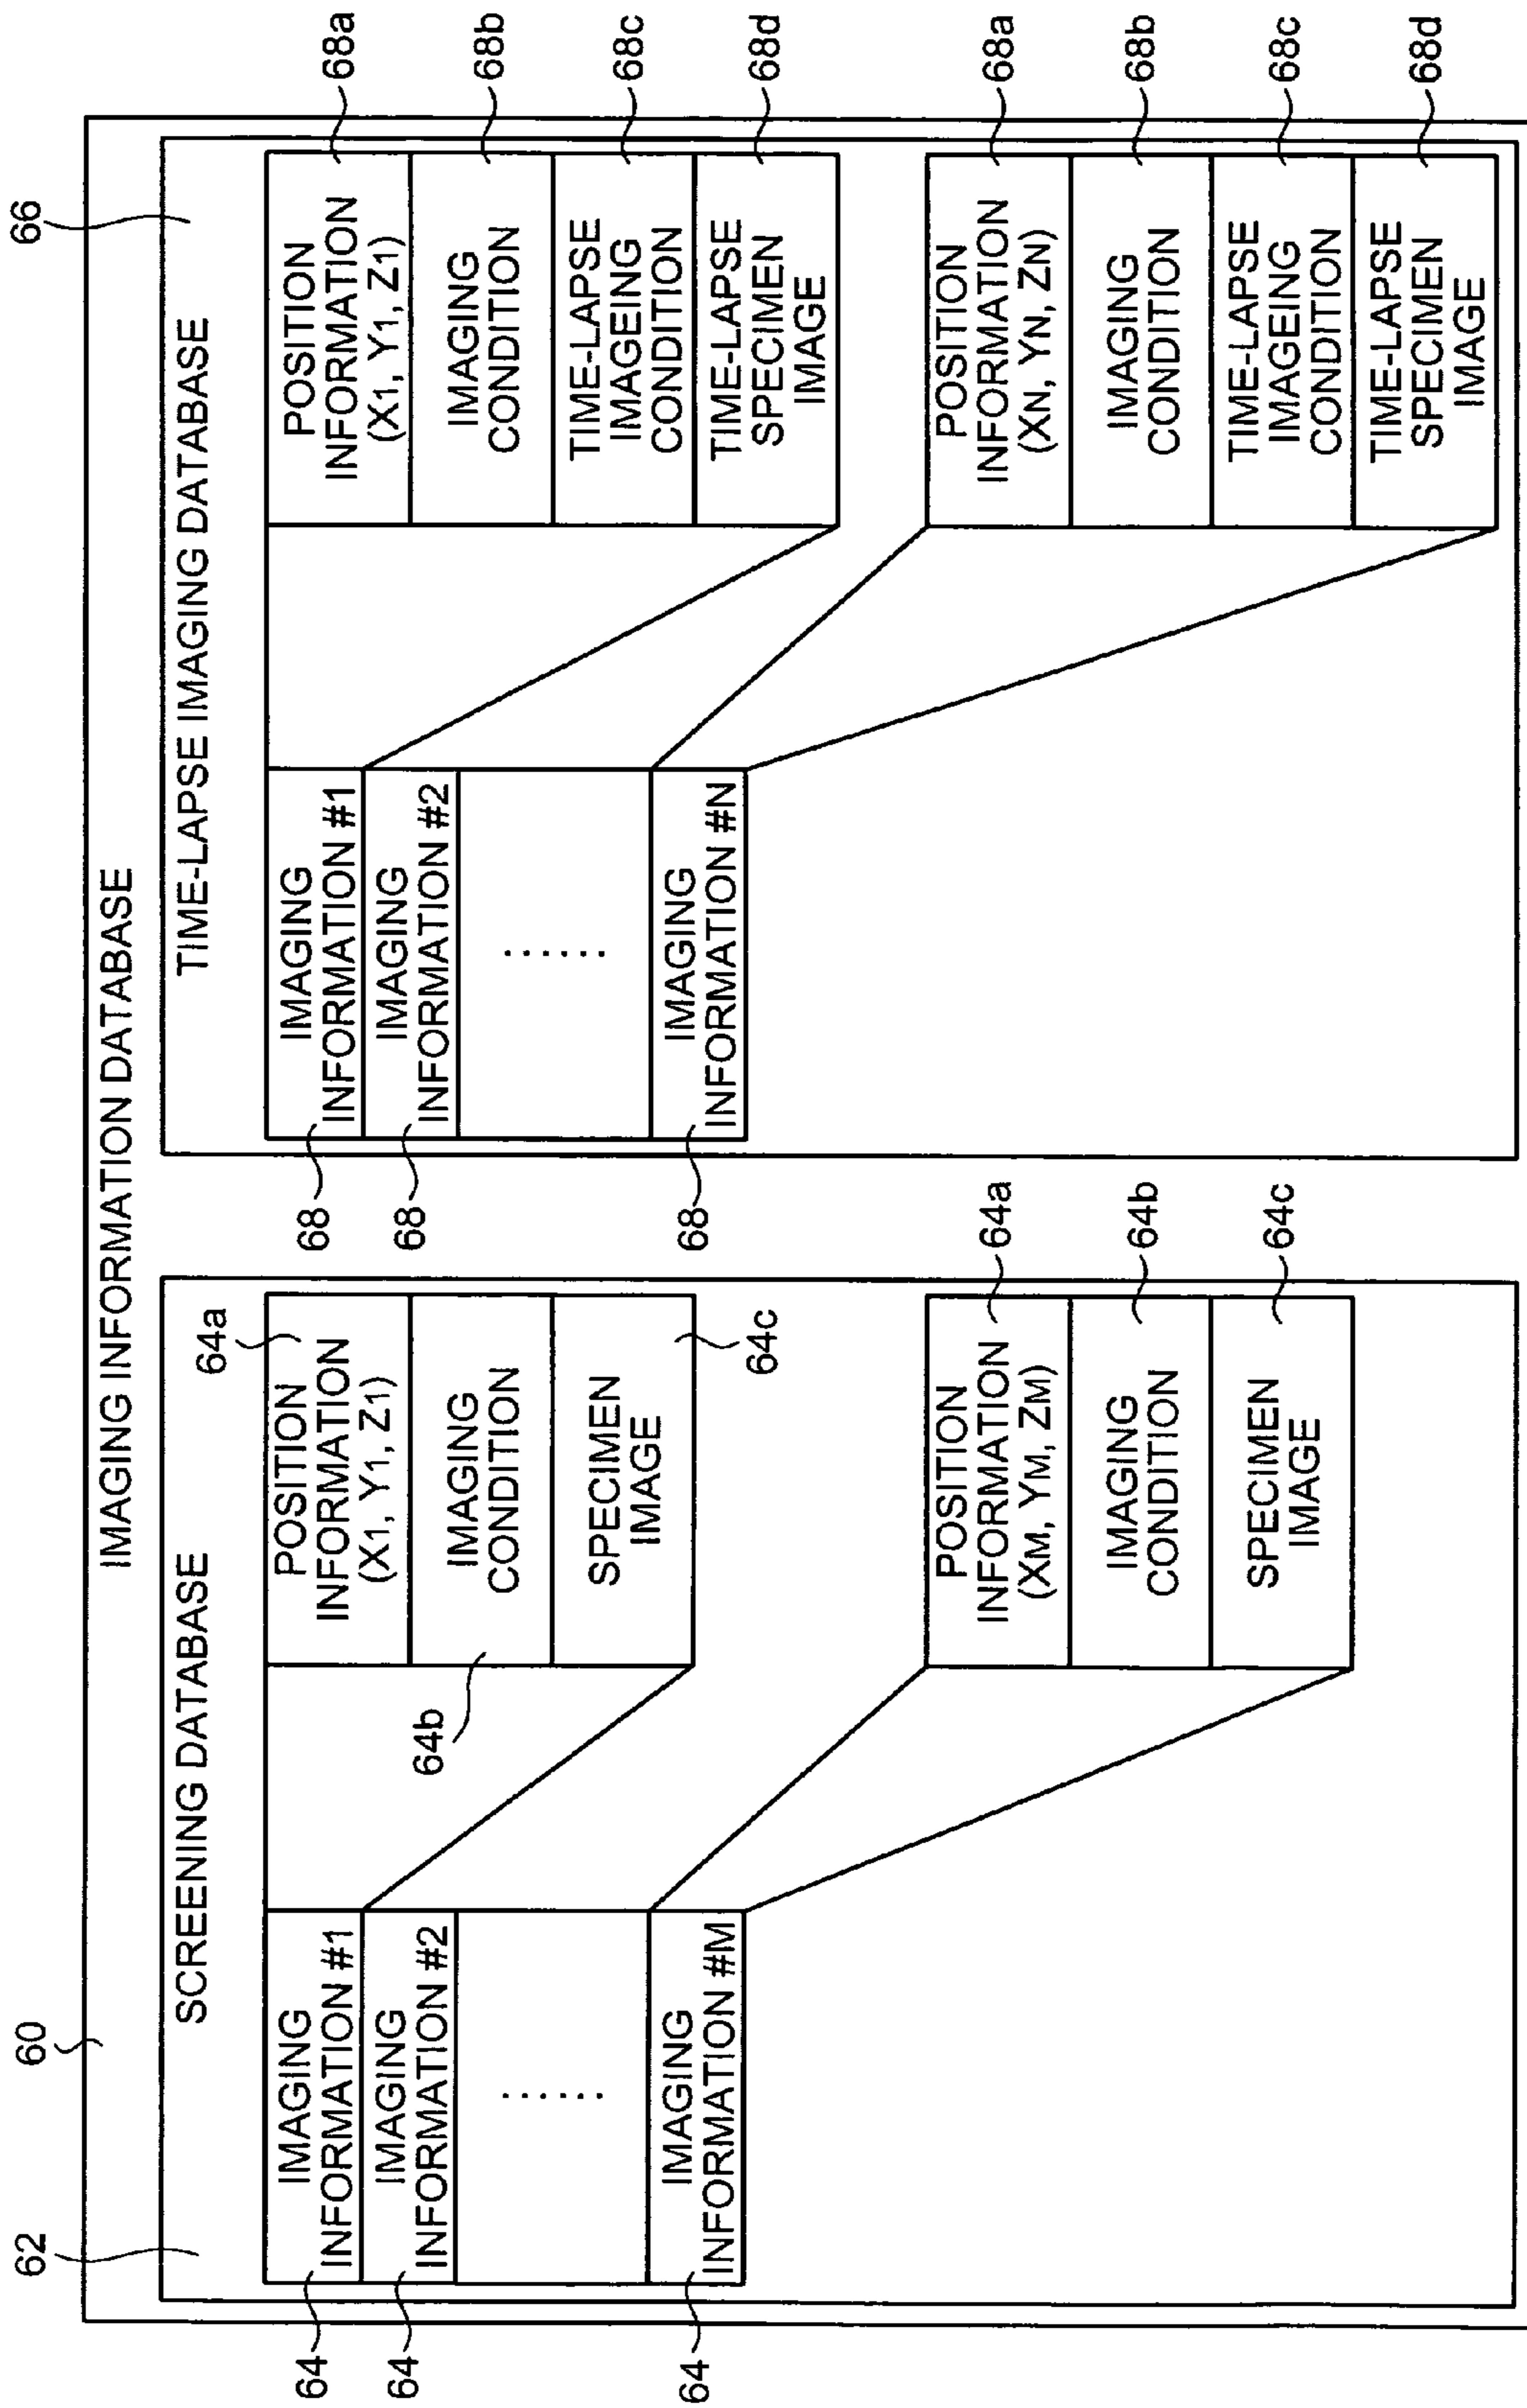 IMAGING INFORMATION DATABASE
60
62
SCREENING DATABASE
64
IMAGING
INFORMATION #1
64
IMAGING
INFORMATION #2
......
64
IMAGING
INFORMATION #M
64a
POSITION
INFORMATION
(X1, Y1, Z1)
64b
IMAGING
CONDITION
64c
SPECIMEN
IMAGE
64a
POSITION
INFORMATION
(XM, YM, ZM)
64b
IMAGING
CONDITION
64c
SPECIMEN
IMAGE
66
TIME-LAPSE IMAGING DATABASE
68
IMAGING
INFORMATION #1
68
IMAGING
INFORMATION #2
......
68
IMAGING
INFORMATION #N
POSITION
INFORMATION
(X1, Y1, Z1)
68a
IMAGING
CONDITION
68b
TIME-LAPSE
IMAGEING
CONDITION
68c
TIME-LAPSE
SPECIMEN
IMAGE
68d
POSITION
INFORMATION
(XN, YN, ZN)
68a
IMAGING
CONDITION
68b
TIME-LAPSE
IMAGEING
CONDITION
68c
TIME-LAPSE
SPECIMEN
IMAGE
68d